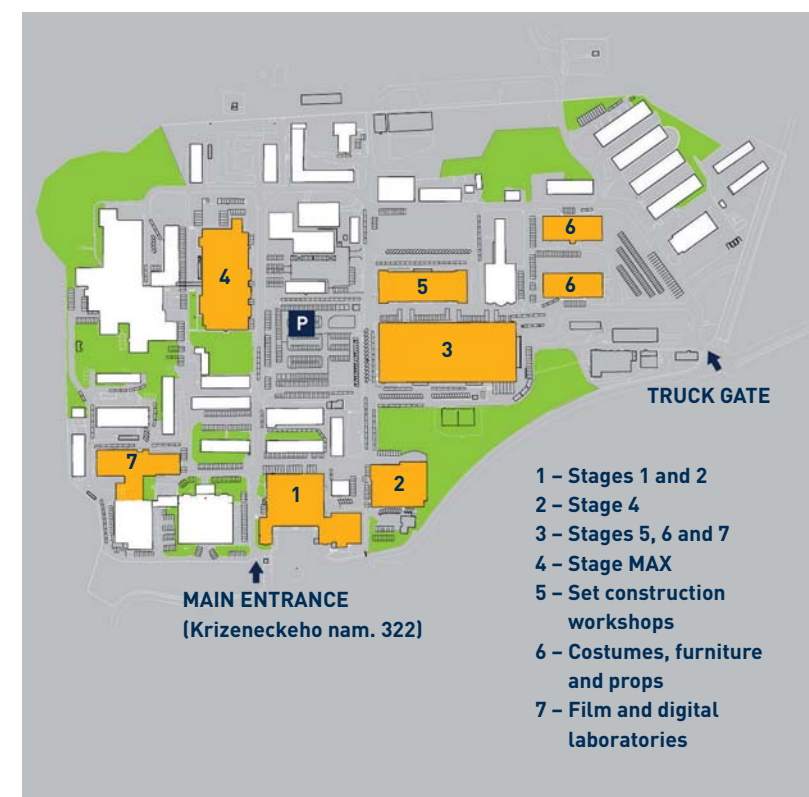 6
4
5
6
P
3
TRUCK GATE
7
2
1
MAIN ENTRANCE
(Krizeneckeho nam. 322)
1 – Stages 1 and 2
2 – Stage 4
3 – Stages 5, 6 and 7
4 – Stage MAX
5 – Set construction
workshops
6 – Costumes, furniture
and props
7 – Film and digital
laboratories